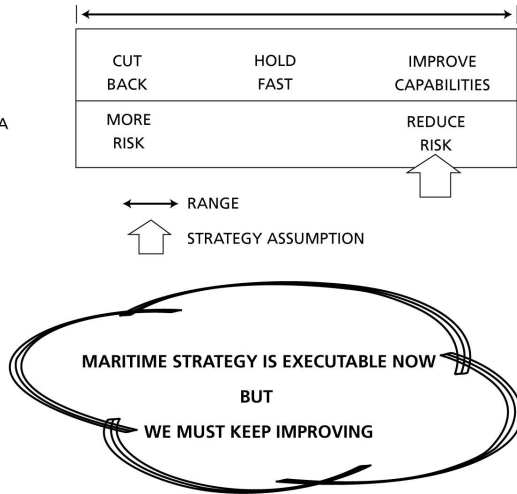 CUT HOLD IMPROVE
BACK FAST CAPABILITIES
A
MORE REDUCE
RISK RISK
RANGE
STRATEGY ASSUMPTION
MARITIME STRATEGY IS EXECUTABLE NOW
BUT
WE MUST KEEP IMPROVING